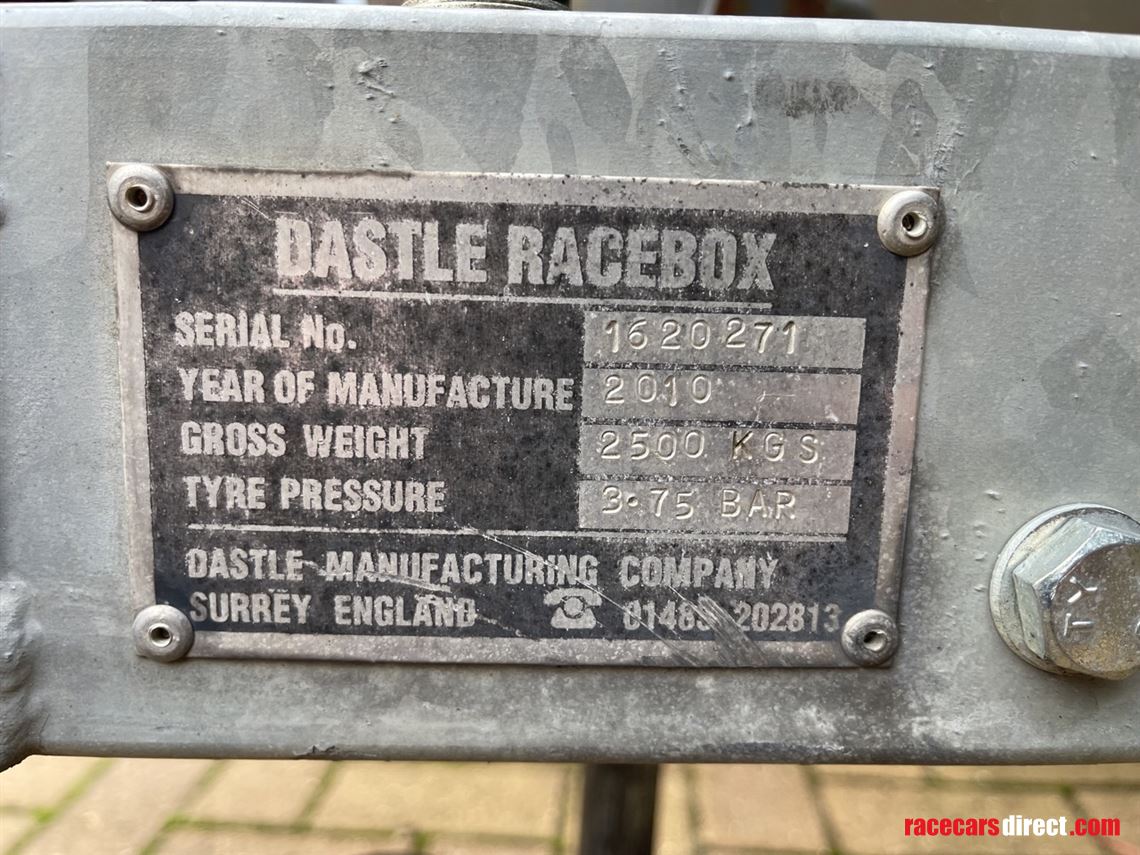 DASTLE RACEBOX
SERIAL No. 1620271
YEAR OF MANUFACTURE 2010
GROSS WEIGHT 2500 KGS
TYRE PRESSURE 3·75 BAR
DASTLE MANUFACTURING COMPANY
SURREY ENGLAND ☎ 01483 202813
racecarsdirect.com